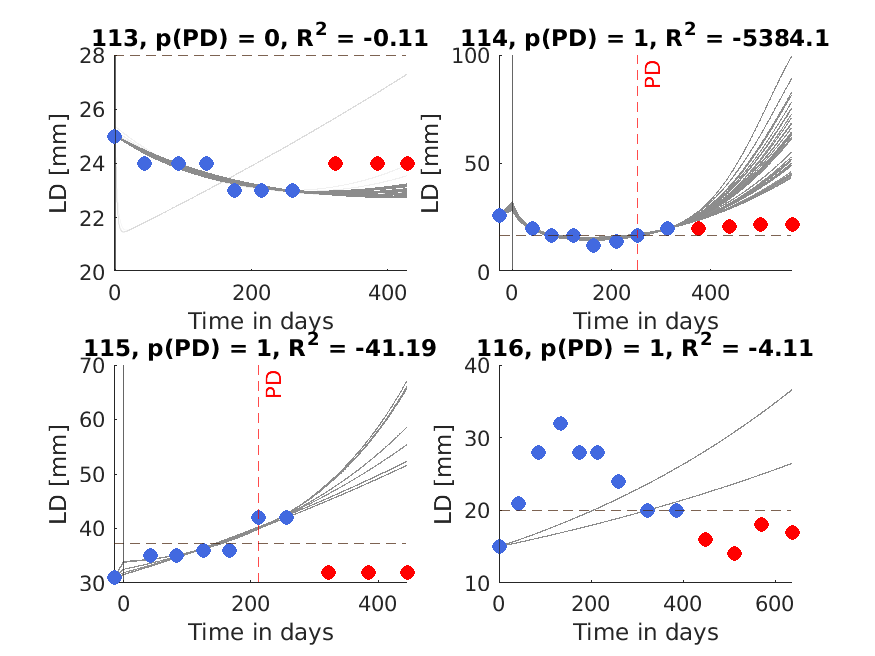 113, p(PD) = 0, R² = -0.11
28
26
24
22
20
LD [mm]
0
200
400
Time in days
114, p(PD) = 1, R² = -5384.1
100
50
0
LD [mm]
PD
0
200
400
Time in days
115, p(PD) = 1, R² = -41.19
70
60
50
40
30
LD [mm]
PD
0
200
400
Time in days
116, p(PD) = 1, R² = -4.11
40
30
20
10
LD [mm]
0
200
400
600
Time in days